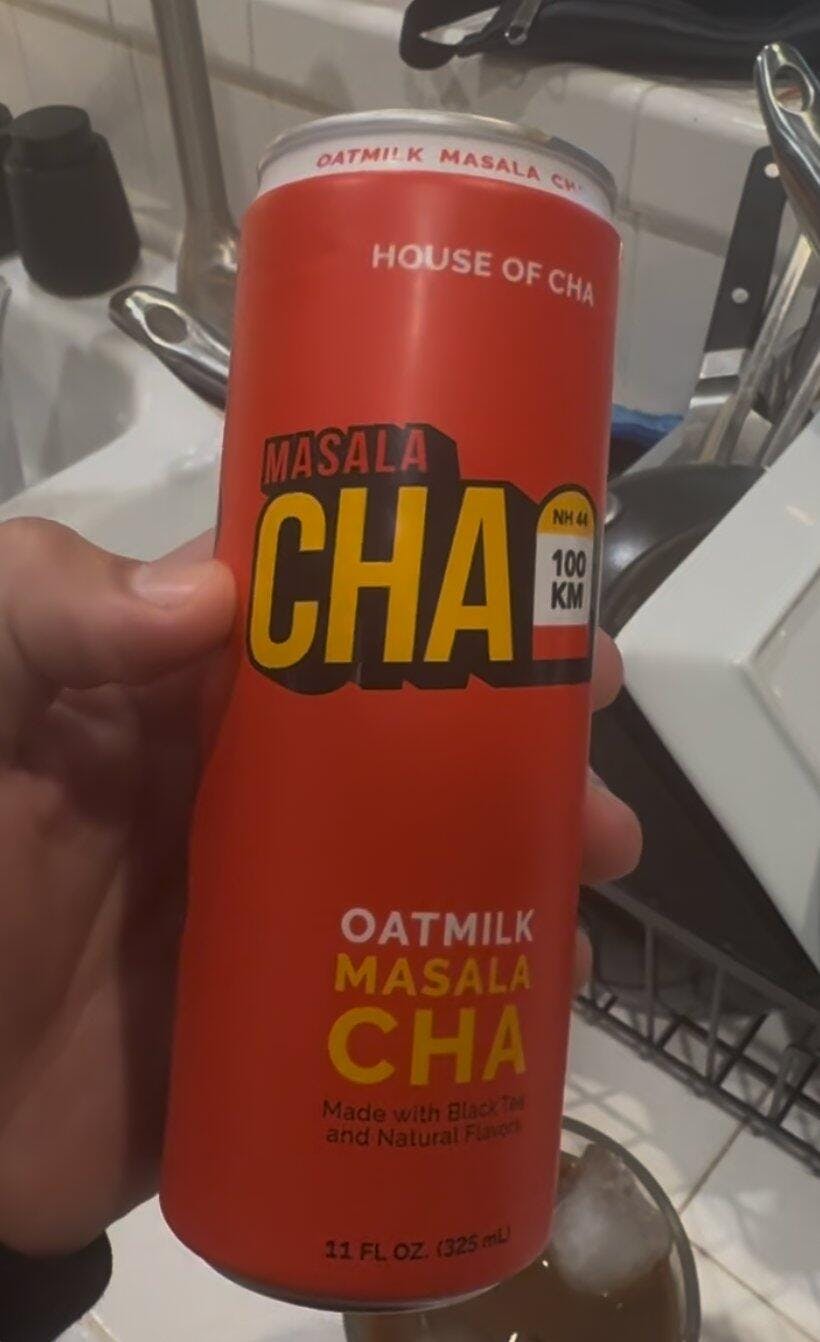 OATMILK MASALA
HOUSE OF CHA
MASALA
CHA
NH 44
100
KM
OATMILK
MASALA
CHA
Made with Black Tea
and Natural Flavors
11 FL OZ. (325 mL)